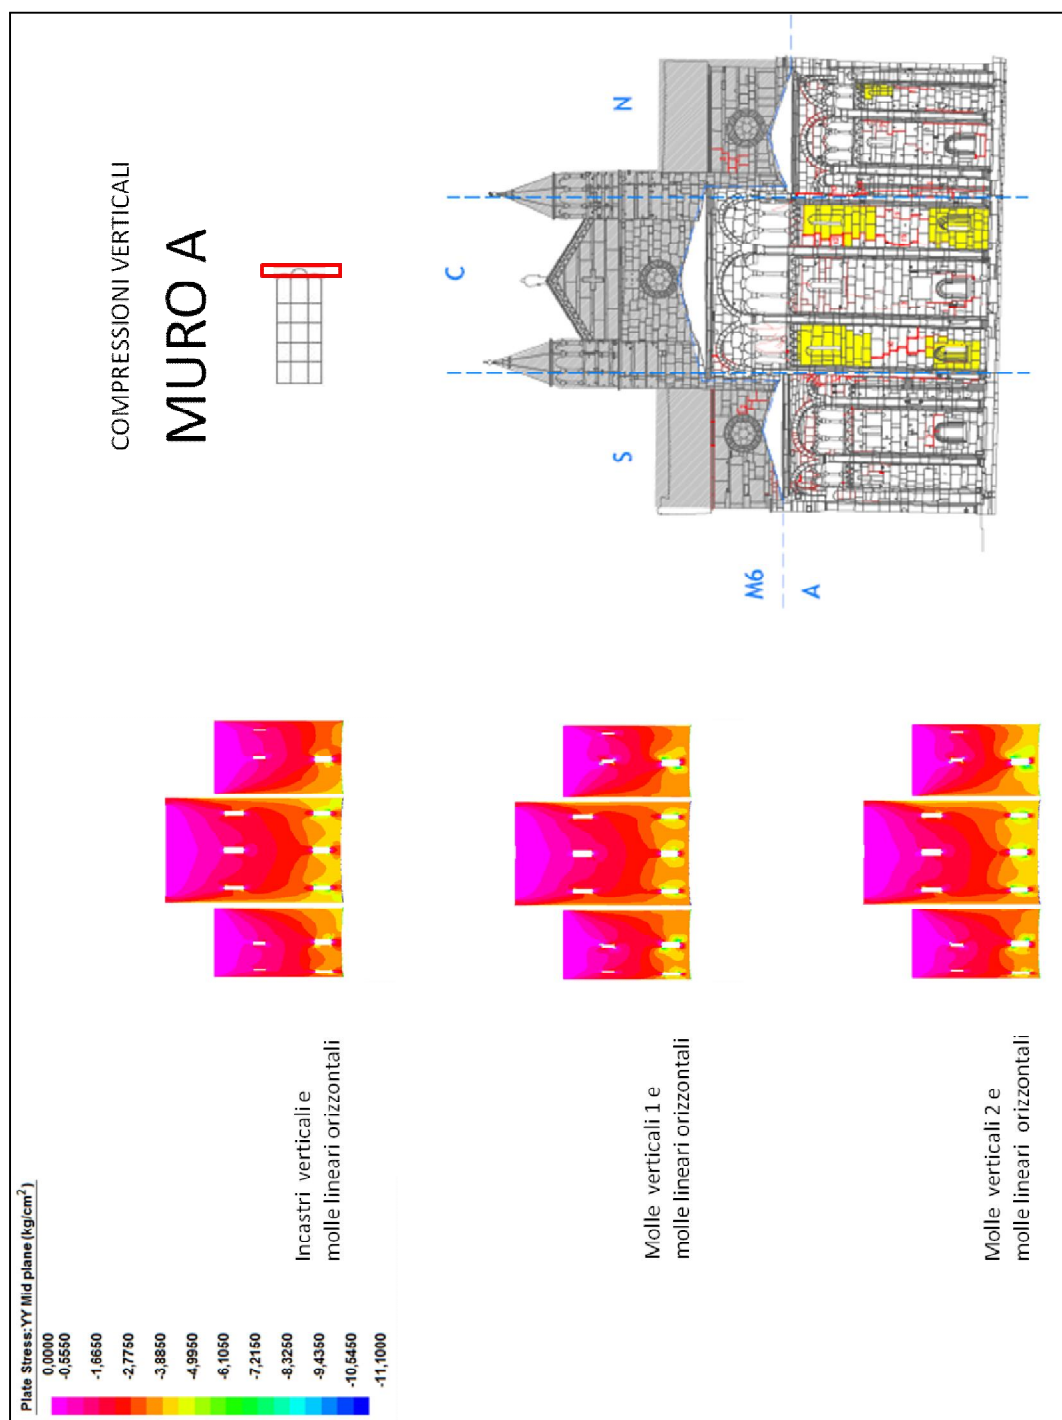 COMPRESSIONI VERTICALI
MURO A
Plate Stress:YY Mid plane (kg/cm²)
0,0000
-0,5550
-1,6650
-2,7750
-3,8850
-4,9950
-6,1050
-7,2150
-8,3250
-9,4350
-10,5450
-11,1000
Incastri verticali e
molle lineari orizzontali
Molle verticali 1 e
molle lineari orizzontali
Molle verticali 2 e
molle lineari orizzontali
S
C
N
M6
A